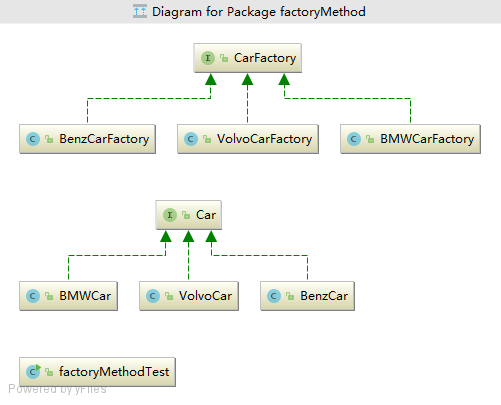 Diagram for Package factoryMethod
I CarFactory
C BenzCarFactory
C VolvoCarFactory
C BMWCarFactory
I Car
C BMWCar
C VolvoCar
C BenzCar
C factoryMethodTest
Powered by yFiles